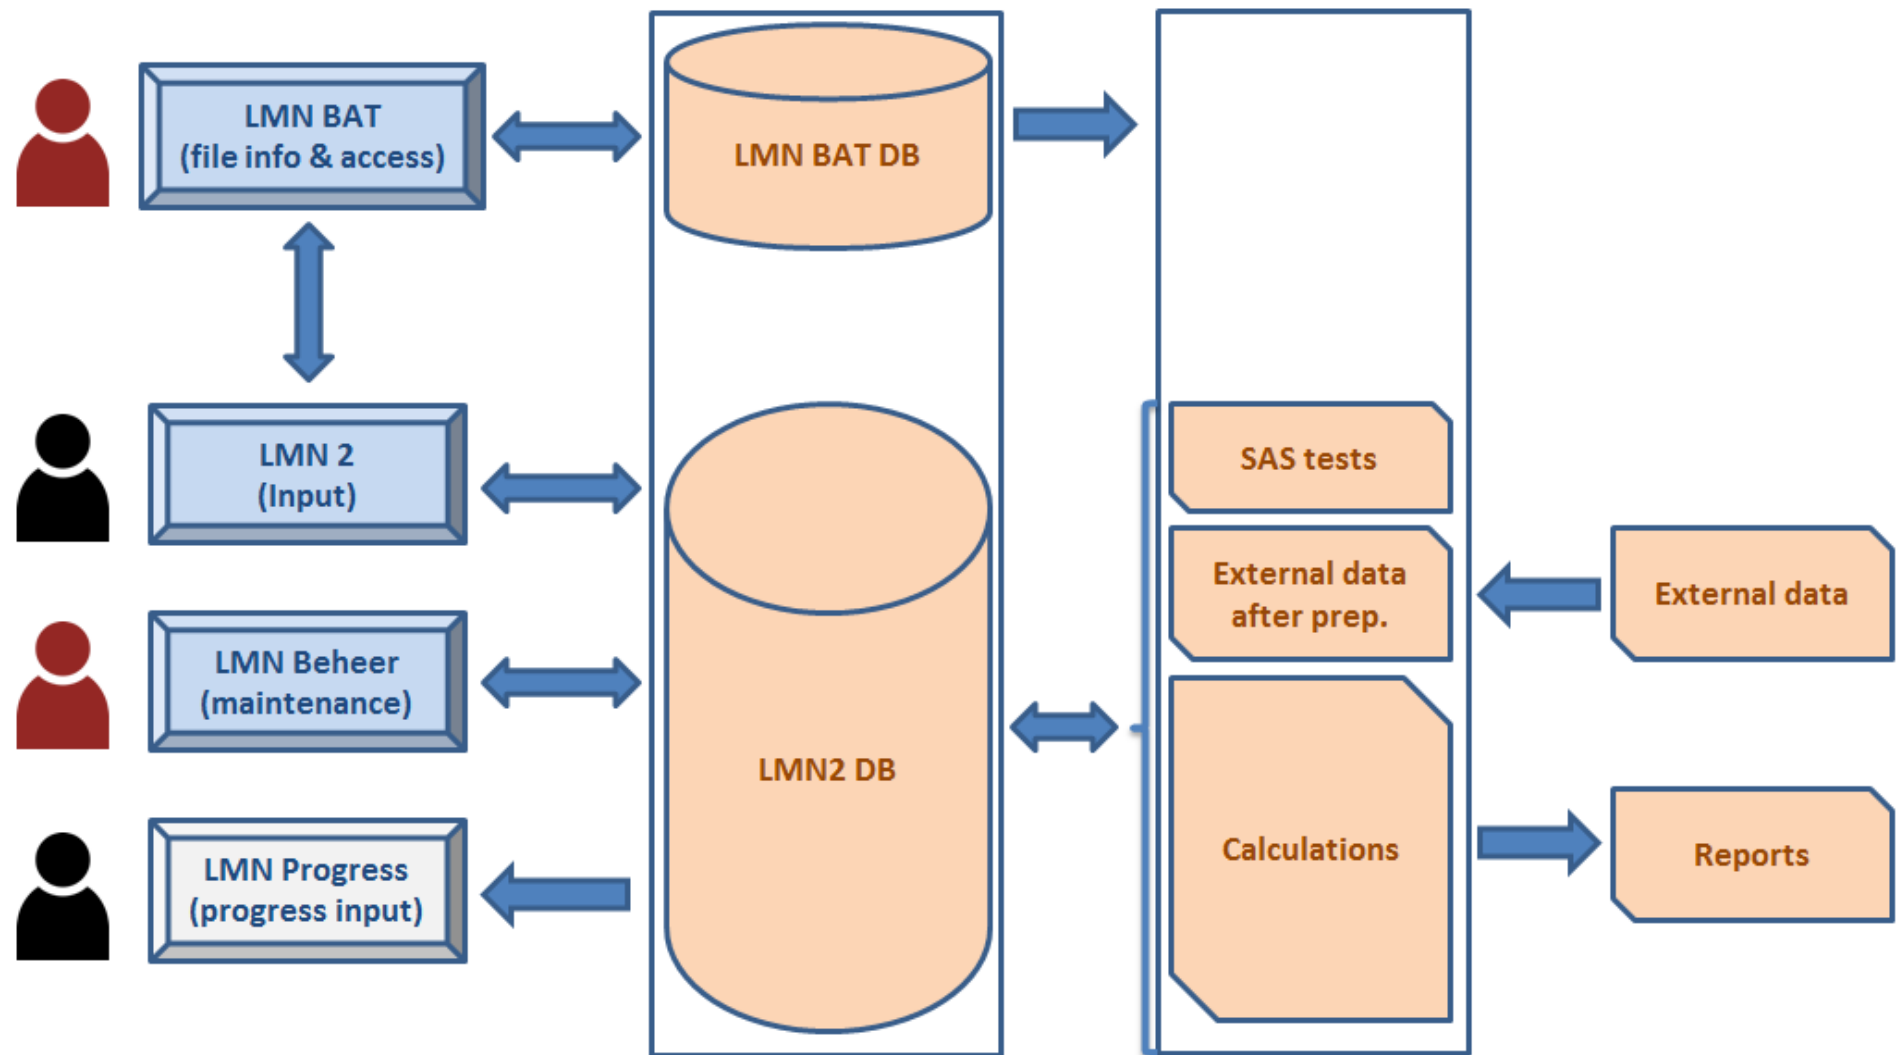 LMN BAT
(file info & access)
LMN BAT DB
LMN 2
(Input)
SAS tests
External data
after prep.
External data
LMN Beheer
(maintenance)
LMN2 DB
LMN Progress
(progress input)
Calculations
Reports